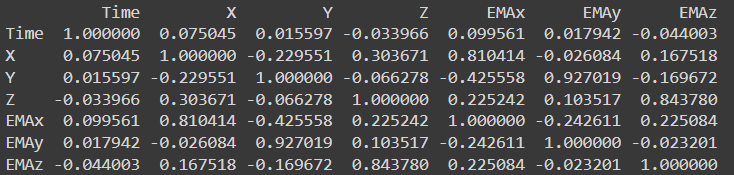 Time X Y Z EMAx EMAy EMAz
Time 1.000000 0.075045 0.015597 -0.033966 0.099561 0.017942 -0.044003
X 0.075045 1.000000 -0.229551 0.303671 0.810414 -0.026084 0.167518
Y 0.015597 -0.229551 1.000000 -0.066278 -0.425558 0.927019 -0.169672
Z -0.033966 0.303671 -0.066278 1.000000 0.225242 0.103517 0.843780
EMAx 0.099561 0.810414 -0.425558 0.225242 1.000000 -0.242611 0.225084
EMAy 0.017942 -0.026084 0.927019 0.103517 -0.242611 1.000000 -0.023201
EMAz -0.044003 0.167518 -0.169672 0.843780 0.225084 -0.023201 1.000000